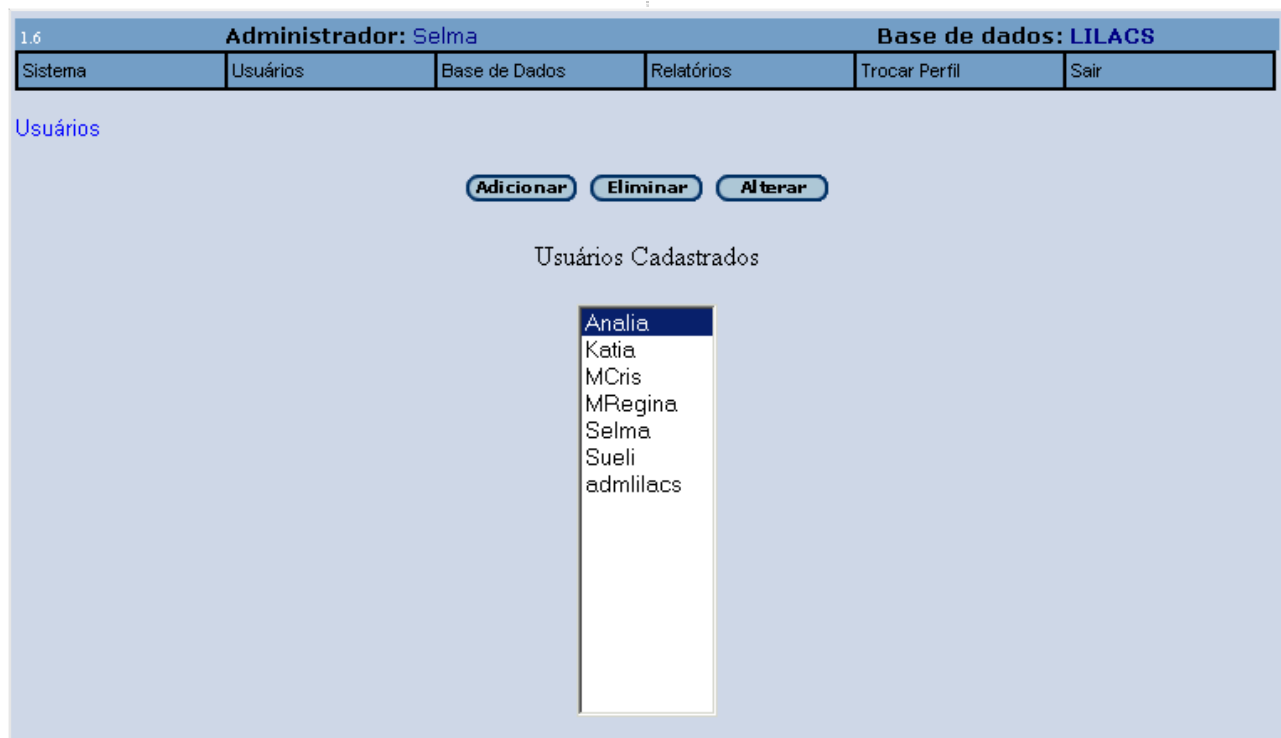 1.6 Administrador: Selma Base de dados: LILACS
Sistema Usuários Base de Dados Relatórios Trocar Perfil Sair
Usuários
Adicionar Eliminar Alterar
Usuários Cadastrados
Analia
Katia
MCris
MRegina
Selma
Sueli
admlilacs